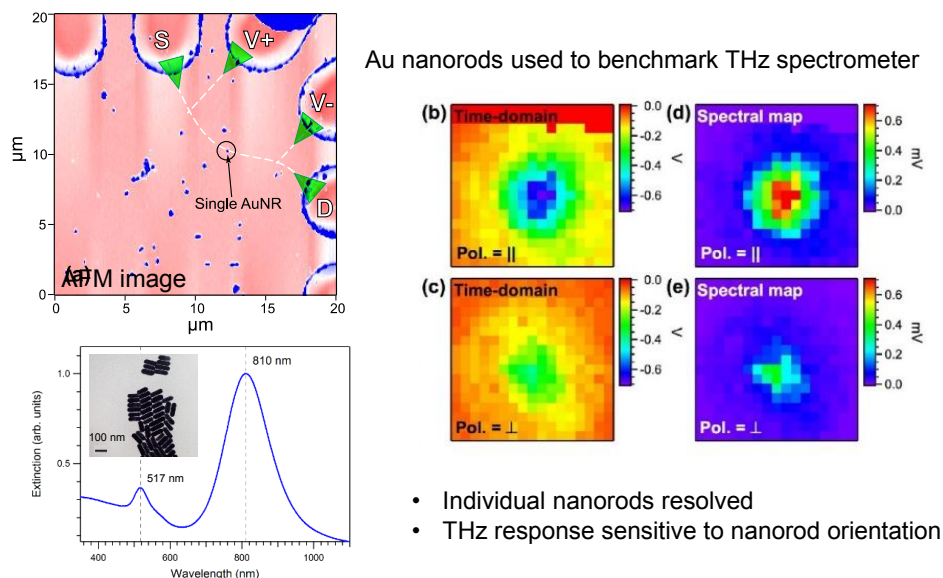 Au nanorods used to benchmark THz spectrometer
20
15
10
5
0
μm
S
V+
V-
D
Single AuNR
(a)
AFM image
0
5
10
15
20
μm
(b)
Time-domain
Pol. = ||
0.0
-0.2
-0.4
-0.6
V
(d)
Spectral map
Pol. = ||
0.6
0.4
0.2
0.0
mV
(c)
Time-domain
Pol. = ⊥
0.0
-0.2
-0.4
-0.6
V
(e)
Spectral map
Pol. = ⊥
0.6
0.4
0.2
0.0
mV
810 nm
517 nm
100 nm
1.0
0.5
Extinction (arb. units)
400
600
800
1000
Wavelength (nm)
• Individual nanorods resolved
• THz response sensitive to nanorod orientation